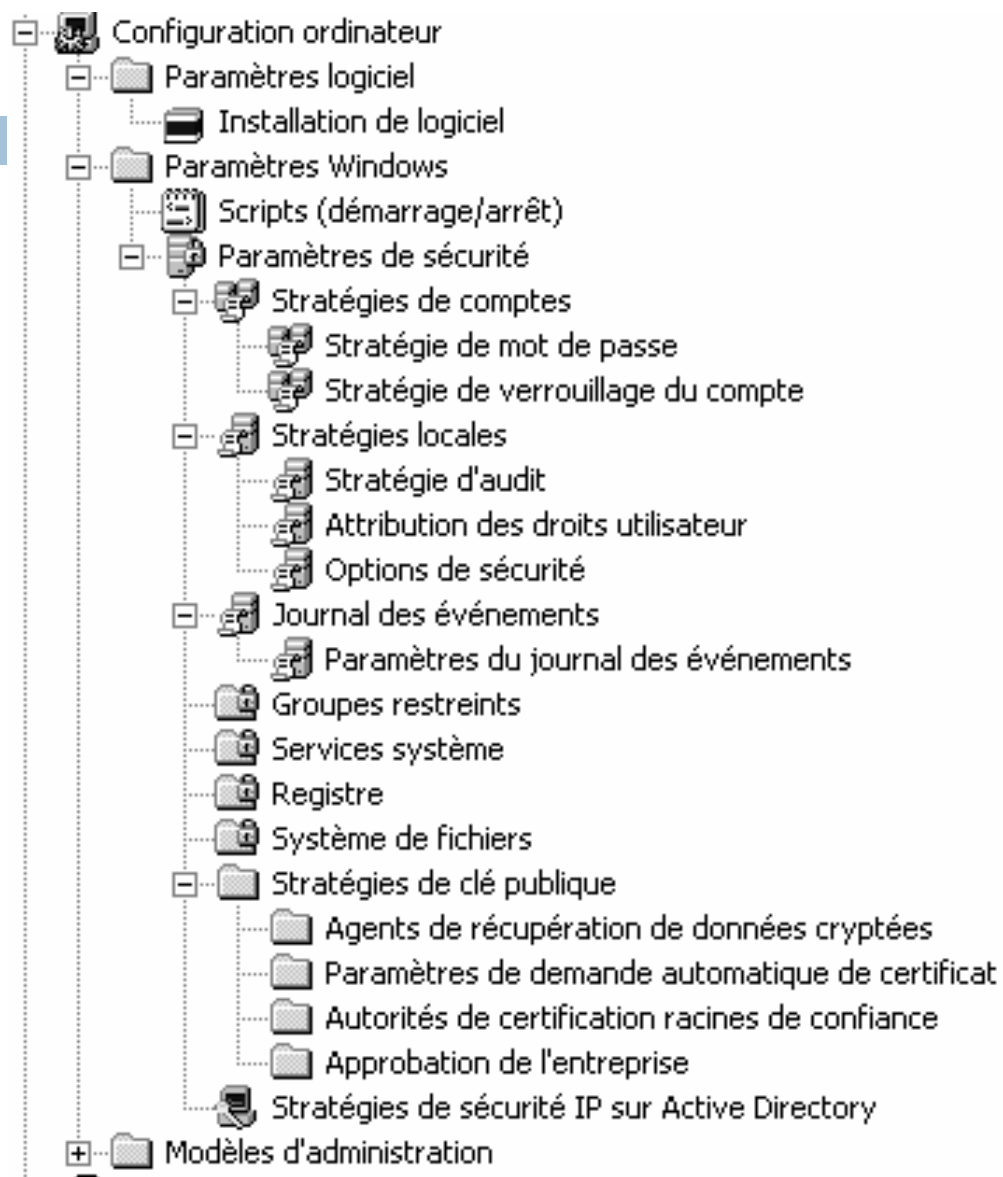 Configuration ordinateur
Paramètres logiciel
Installation de logiciel
Paramètres Windows
Scripts (démarrage/arrêt)
Paramètres de sécurité
Stratégies de comptes
Stratégie de mot de passe
Stratégie de verrouillage du compte
Stratégies locales
Stratégie d'audit
Attribution des droits utilisateur
Options de sécurité
Journal des événements
Paramètres du journal des événements
Groupes restreints
Services système
Registre
Système de fichiers
Stratégies de clé publique
Agents de récupération de données cryptées
Paramètres de demande automatique de certificat
Autorités de certification racines de confiance
Approbation de l'entreprise
Stratégies de sécurité IP sur Active Directory
Modèles d'administration